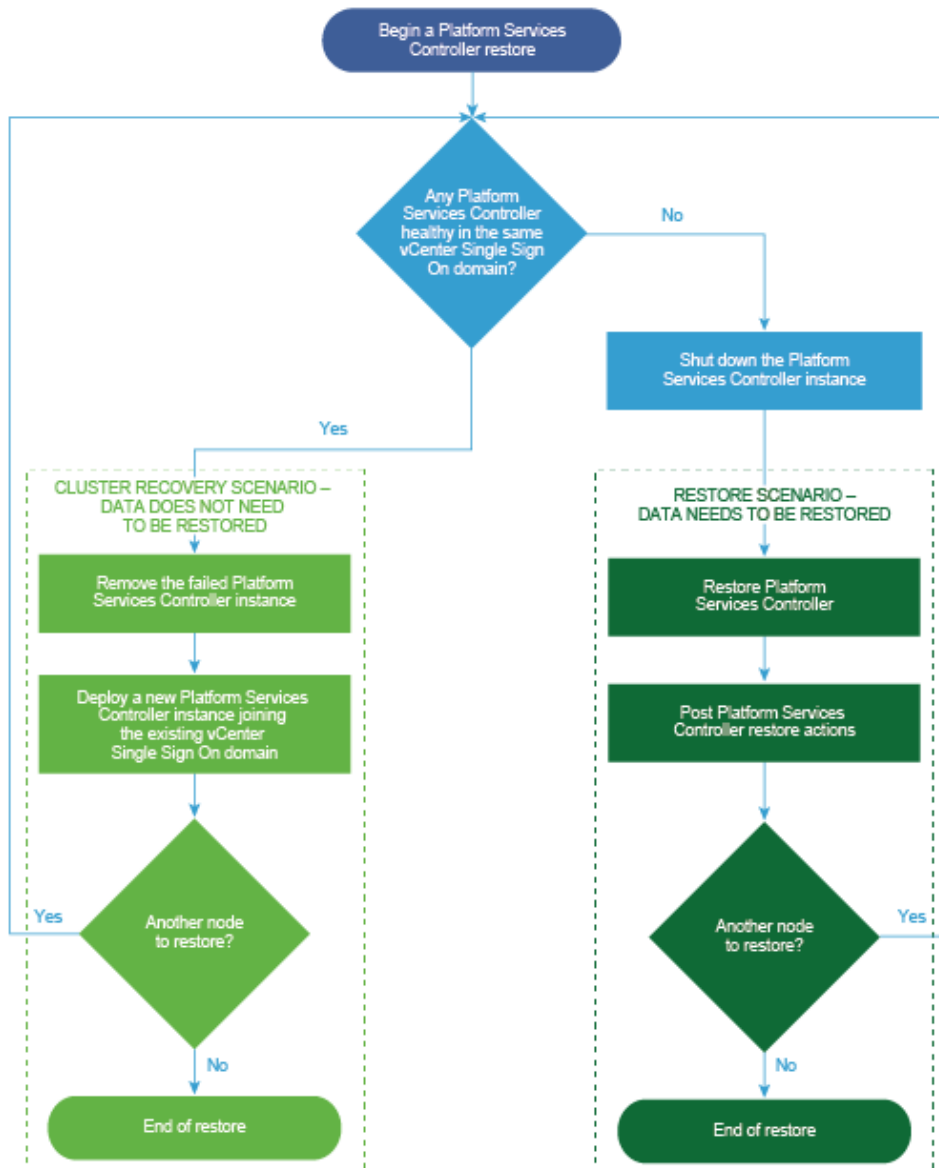 Begin a Platform Services
Controller restore
Any Platform
Services Controller
healthy in the same
vCenter Single Sign
On domain?
No
Shut down the Platform
Services Controller instance
Yes
CLUSTER RECOVERY SCENARIO –
DATA DOES NOT NEED
TO BE RESTORED
Remove the failed Platform
Services Controller instance
Deploy a new Platform Services
Controller instance joining
the existing vCenter
Single Sign On domain
Yes
Another node
to restore?
No
End of restore
RESTORE SCENARIO –
DATA NEEDS TO BE RESTORED
Restore Platform
Services Controller
Post Platform Services
Controller restore actions
Another node
to restore?
Yes
No
End of restore